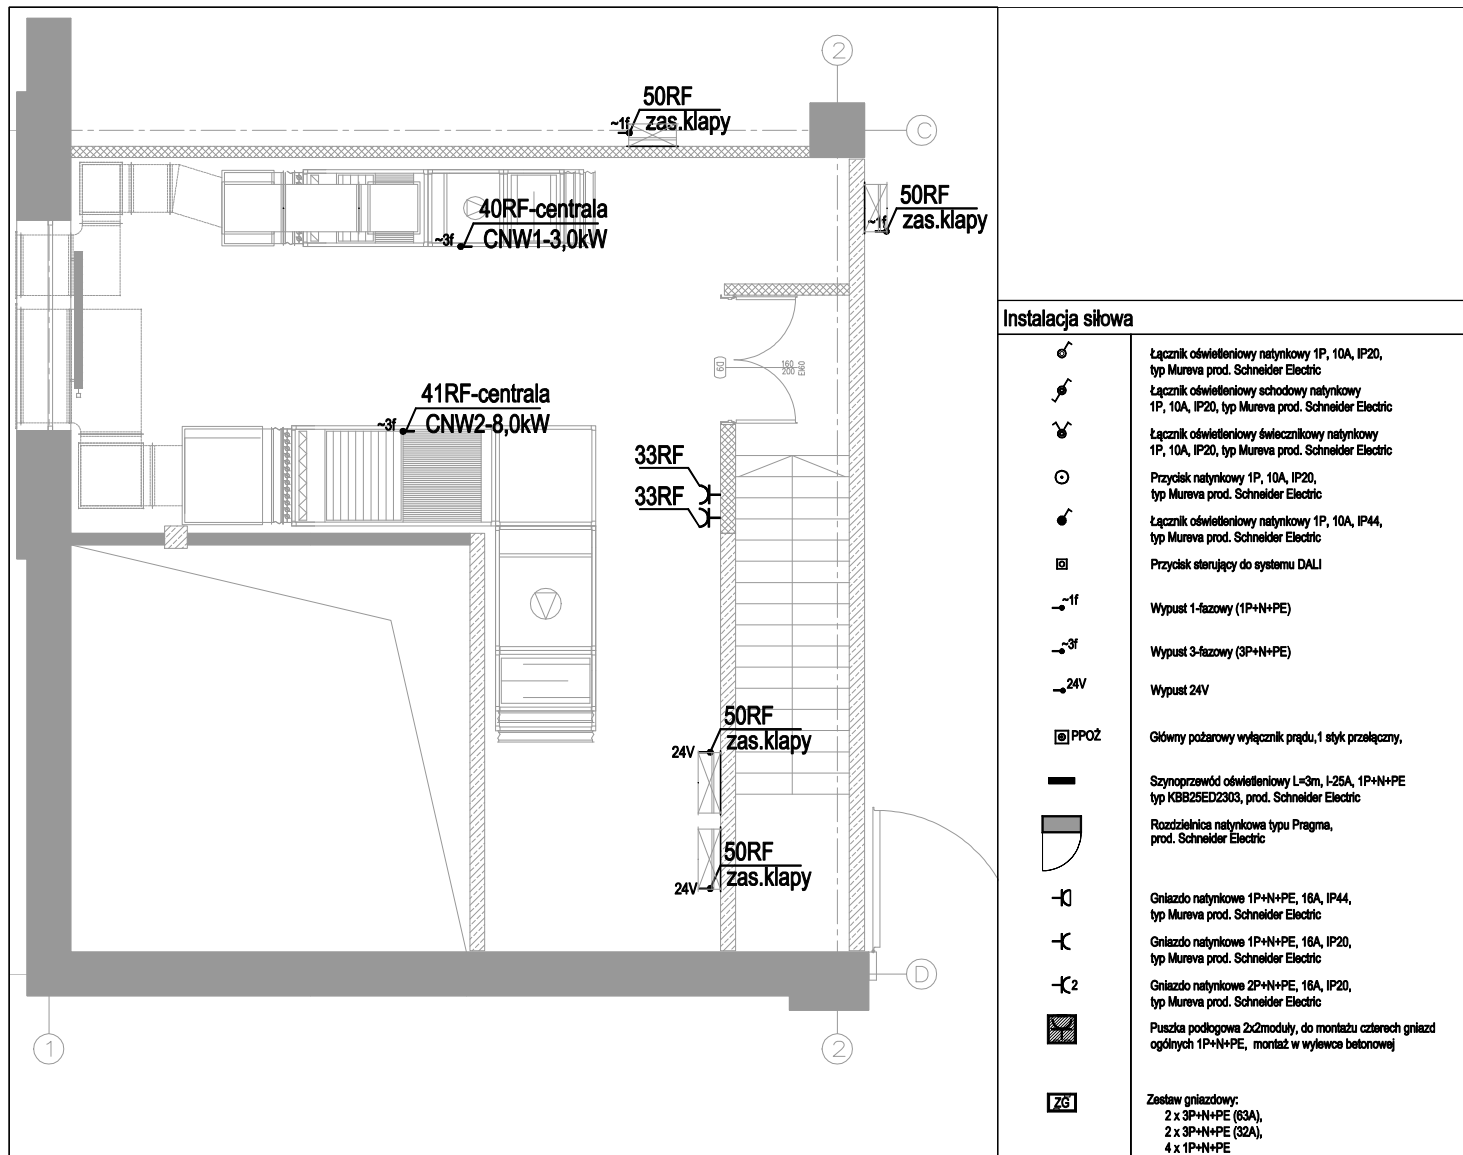 2
50RF
~1f
zas.klapy
C
50RF
~1f
zas.klapy
40RF-centrala
~3f
CNW1-3,0kW
D9
160
200
EI60
41RF-centrala
~3f
CNW2-8,0kW
33RF
33RF
50RF
24V
zas.klapy
50RF
24V
zas.klapy
D
1
2
Instalacja siłowa
Łącznik oświetleniowy natynkowy 1P, 10A, IP20,
typ Mureva prod. Schneider Electric
Łącznik oświetleniowy schodowy natynkowy
1P, 10A, IP20, typ Mureva prod. Schneider Electric
Łącznik oświetleniowy świecznikowy natynkowy
1P, 10A, IP20, typ Mureva prod. Schneider Electric
Przycisk natynkowy 1P, 10A, IP20,
typ Mureva prod. Schneider Electric
Łącznik oświetleniowy natynkowy 1P, 10A, IP44,
typ Mureva prod. Schneider Electric
Przycisk sterujący do systemu DALI
~1f
Wypust 1-fazowy (1P+N+PE)
~3f
Wypust 3-fazowy (3P+N+PE)
24V
Wypust 24V
PPOŻ
Główny pożarowy wyłącznik prądu,1 styk przełączny,
Szynoprzewód oświetleniowy L=3m, I-25A, 1P+N+PE
typ KBB25ED2303, prod. Schneider Electric
Rozdzielnica natynkowa typu Pragma,
prod. Schneider Electric
Gniazdo natynkowe 1P+N+PE, 16A, IP44,
typ Mureva prod. Schneider Electric
Gniazdo natynkowe 1P+N+PE, 16A, IP20,
typ Mureva prod. Schneider Electric
2
Gniazdo natynkowe 2P+N+PE, 16A, IP20,
typ Mureva prod. Schneider Electric
Puszka podłogowa 2x2moduły, do montażu czterech gniazd
ogólnych 1P+N+PE, montaż w wylewce betonowej
ZG
Zestaw gniazdowy:
2 x 3P+N+PE (63A),
2 x 3P+N+PE (32A),
4 x 1P+N+PE